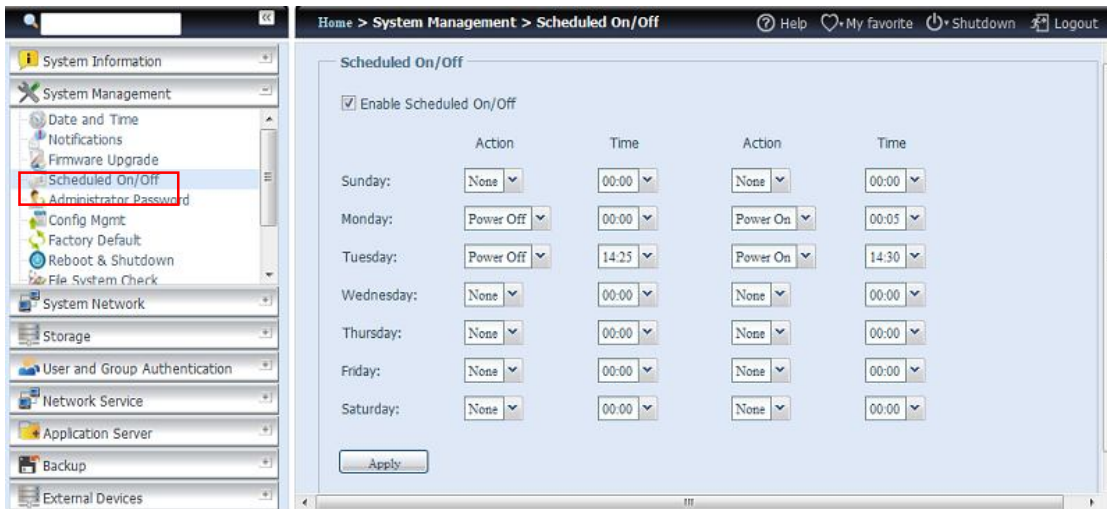 Home > System Management > Scheduled On/Off Help My favorite Shutdown Logout
System Information
System Management
Date and Time
Notifications
Firmware Upgrade
Scheduled On/Off
Administrator Password
Config Mgmt
Factory Default
Reboot & Shutdown
File System Check
System Network
Storage
User and Group Authentication
Network Service
Application Server
Backup
External Devices
Scheduled On/Off
Enable Scheduled On/Off
Action Time Action Time
Sunday: None 00:00 None 00:00
Monday: Power Off 00:00 Power On 00:05
Tuesday: Power Off 14:25 Power On 14:30
Wednesday: None 00:00 None 00:00
Thursday: None 00:00 None 00:00
Friday: None 00:00 None 00:00
Saturday: None 00:00 None 00:00
Apply